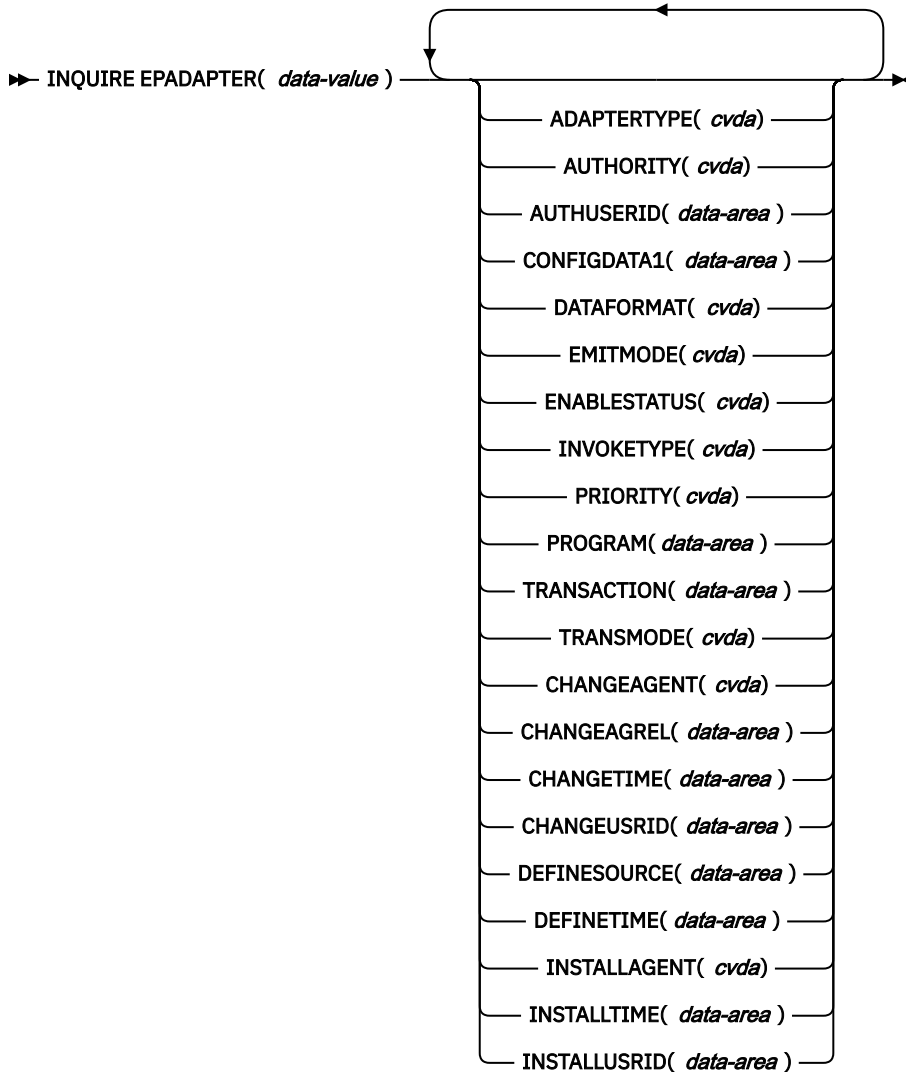 INQUIRE EPADAPTER( data-value )
ADAPTERTYPE( cvda)
AUTHORITY( cvda)
AUTHUSERID( data-area )
CONFIGDATA1( data-area )
DATAFORMAT( cvda)
EMITMODE( cvda)
ENABLESTATUS( cvda)
INVOKETYPE( cvda)
PRIORITY( cvda)
PROGRAM( data-area )
TRANSACTION( data-area )
TRANSMODE( cvda)
CHANGEAGENT( cvda)
CHANGEAGREL( data-area )
CHANGETIME( data-area )
CHANGEUSRID( data-area )
DEFINESOURCE( data-area )
DEFINETIME( data-area )
INSTALLAGENT( cvda)
INSTALLTIME( data-area )
INSTALLUSRID( data-area )